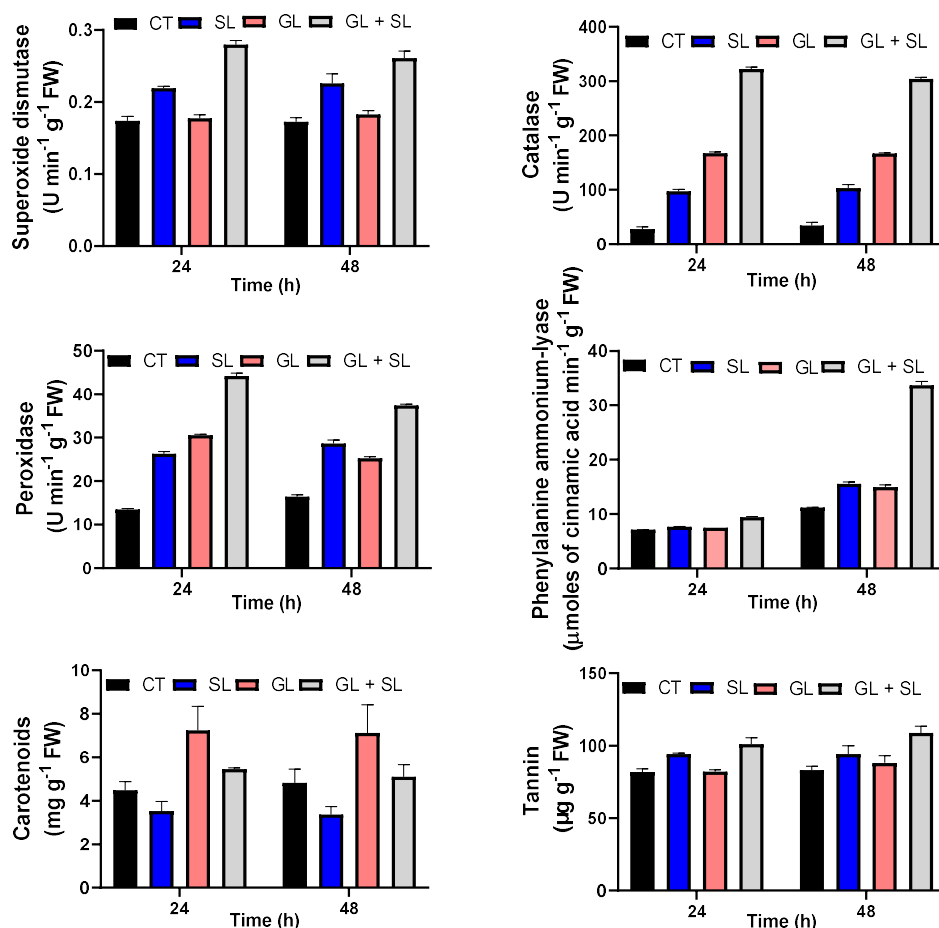 CT SL GL GL + SL
Superoxide dismutase
(U min-1 g-1 FW)
0.3
0.2
0.1
0.0
24 48
Time (h)
CT SL GL GL + SL
Catalase
(U min-1 g-1 FW)
400
300
200
100
0
24 48
Time (h)
CT SL GL GL + SL
Peroxidase
(U min-1 g-1 FW)
50
40
30
20
10
0
24 48
Time (h)
CT SL GL GL + SL
Phenylalanine ammonium-lyase
(μmoles of cinnamic acid min-1 g-1 FW)
40
30
20
10
0
24 48
Time (h)
CT SL GL GL + SL
Carotenoids
(mg g-1 FW)
10
8
6
4
2
0
24 48
Time (h)
CT SL GL GL + SL
Tannin
(μg g-1 FW)
150
100
50
0
24 48
Time (h)